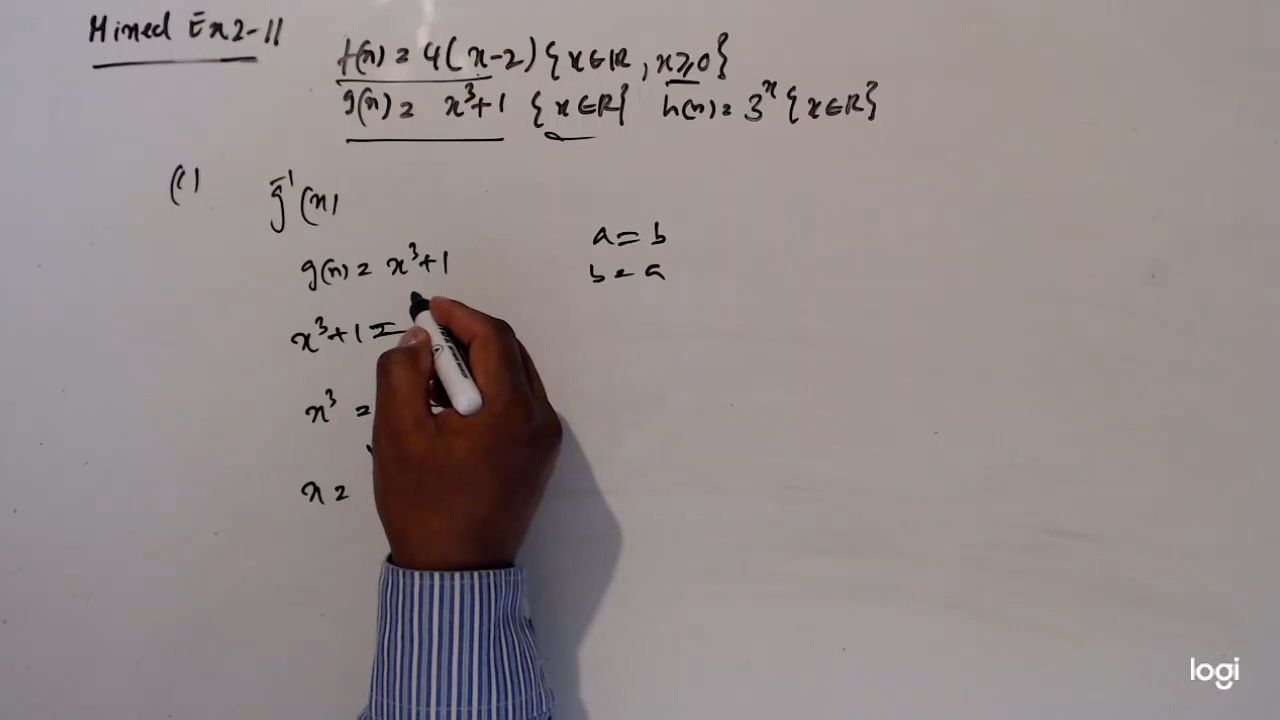 Mixed Ex2-11
f(x) = 4(x-2) {x∈R, x≥0}
g(x) = x³+1 {x∈R} h(x) = 3ˣ {x∈R}
g⁻¹(x)
g(x) = x³+1
a = b
b = a
x³+1 =
x³ =
x =
logi